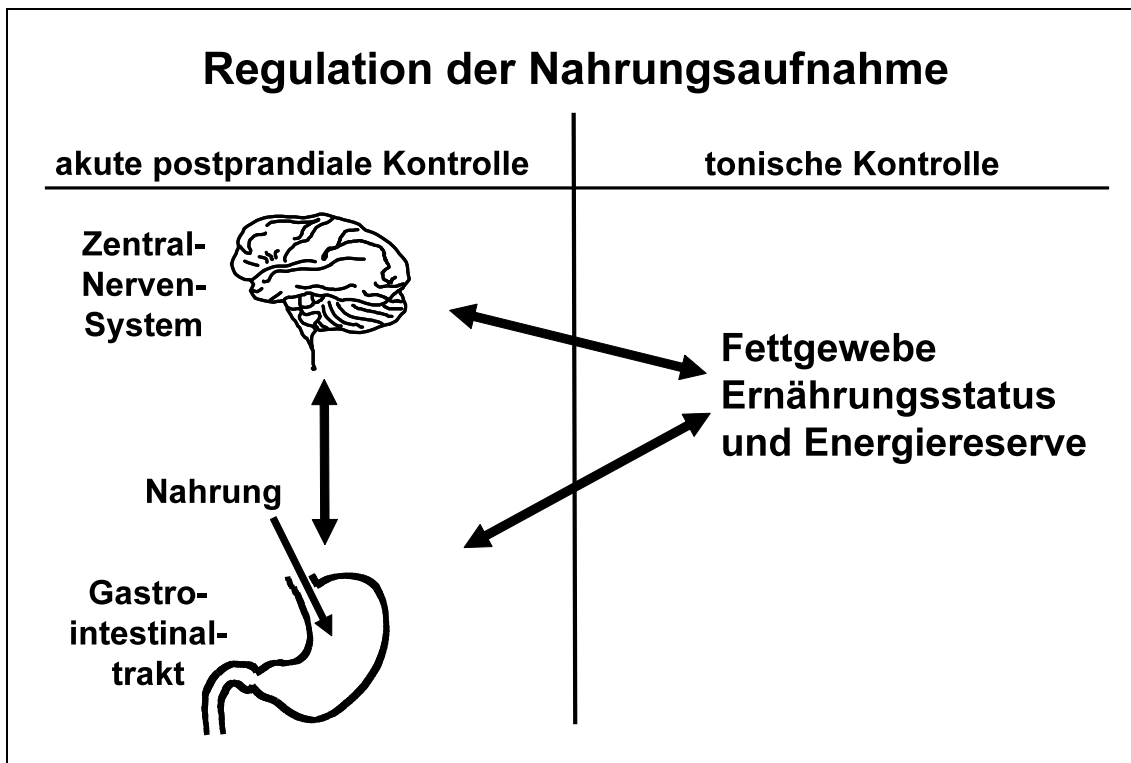 Regulation der Nahrungsaufnahme
akute postprandiale Kontrolle
tonische Kontrolle
Zentral-
Nerven-
System
Fettgewebe
Ernährungsstatus
und Energiereserve
Nahrung
Gastro-
intestinal-
trakt